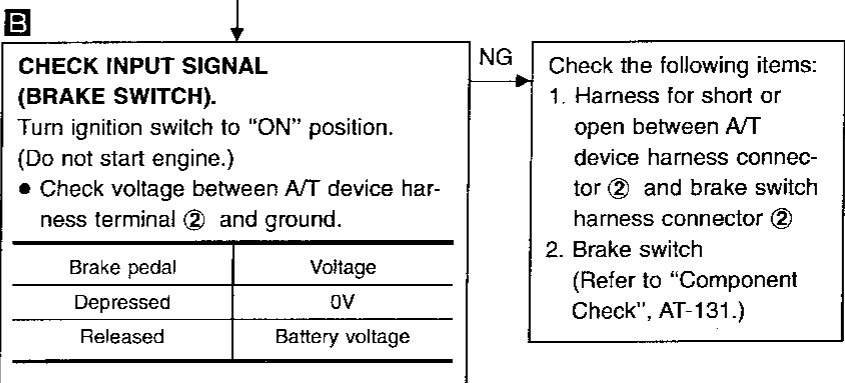 B
CHECK INPUT SIGNAL
(BRAKE SWITCH).
Turn ignition switch to “ON” position.
(Do not start engine.)
● Check voltage between A/T device har-
ness terminal ② and ground.
Brake pedal Voltage
Depressed 0V
Released Battery voltage
NG
Check the following items:
1. Harness for short or
open between A/T
device harness connec-
tor ② and brake switch
harness connector ②
2. Brake switch
(Refer to “Component
Check”, AT-131.)